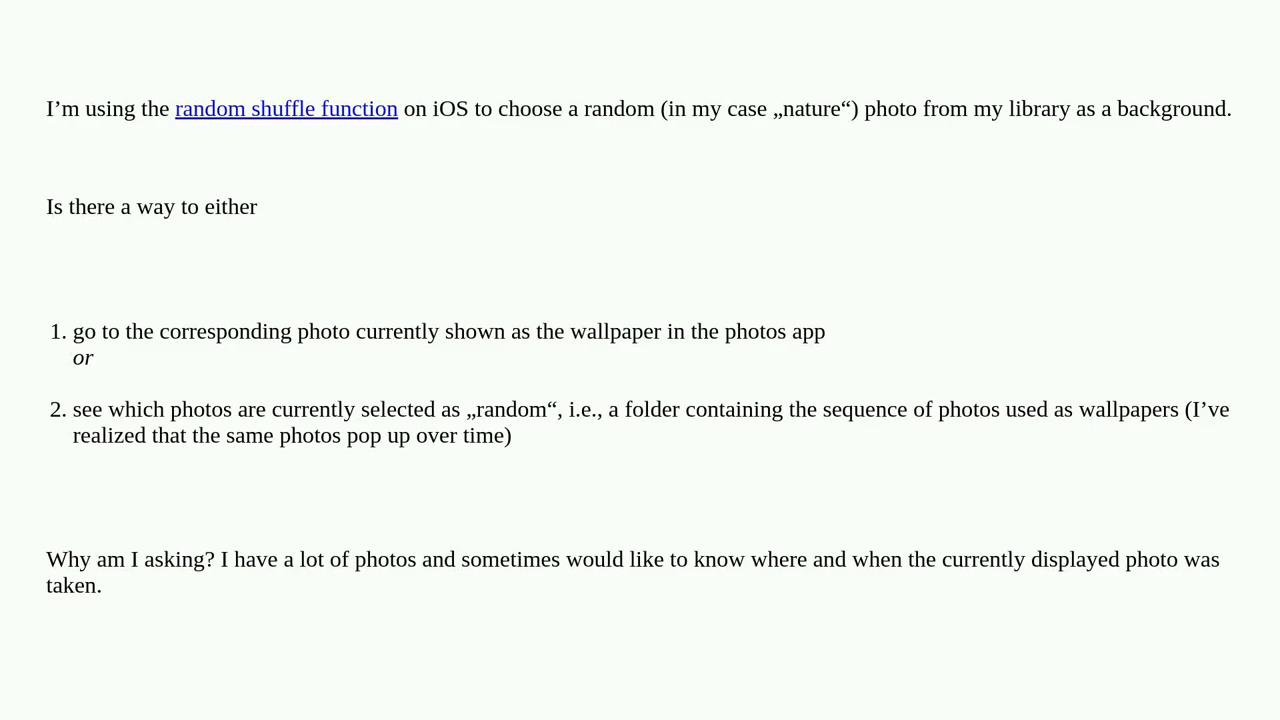 I’m using the random shuffle function on iOS to choose a random (in my case „nature“) photo from my library as a background.
Is there a way to either
1. go to the corresponding photo currently shown as the wallpaper in the photos app
or
2. see which photos are currently selected as „random“, i.e., a folder containing the sequence of photos used as wallpapers (I’ve
realized that the same photos pop up over time)
Why am I asking? I have a lot of photos and sometimes would like to know where and when the currently displayed photo was
taken.